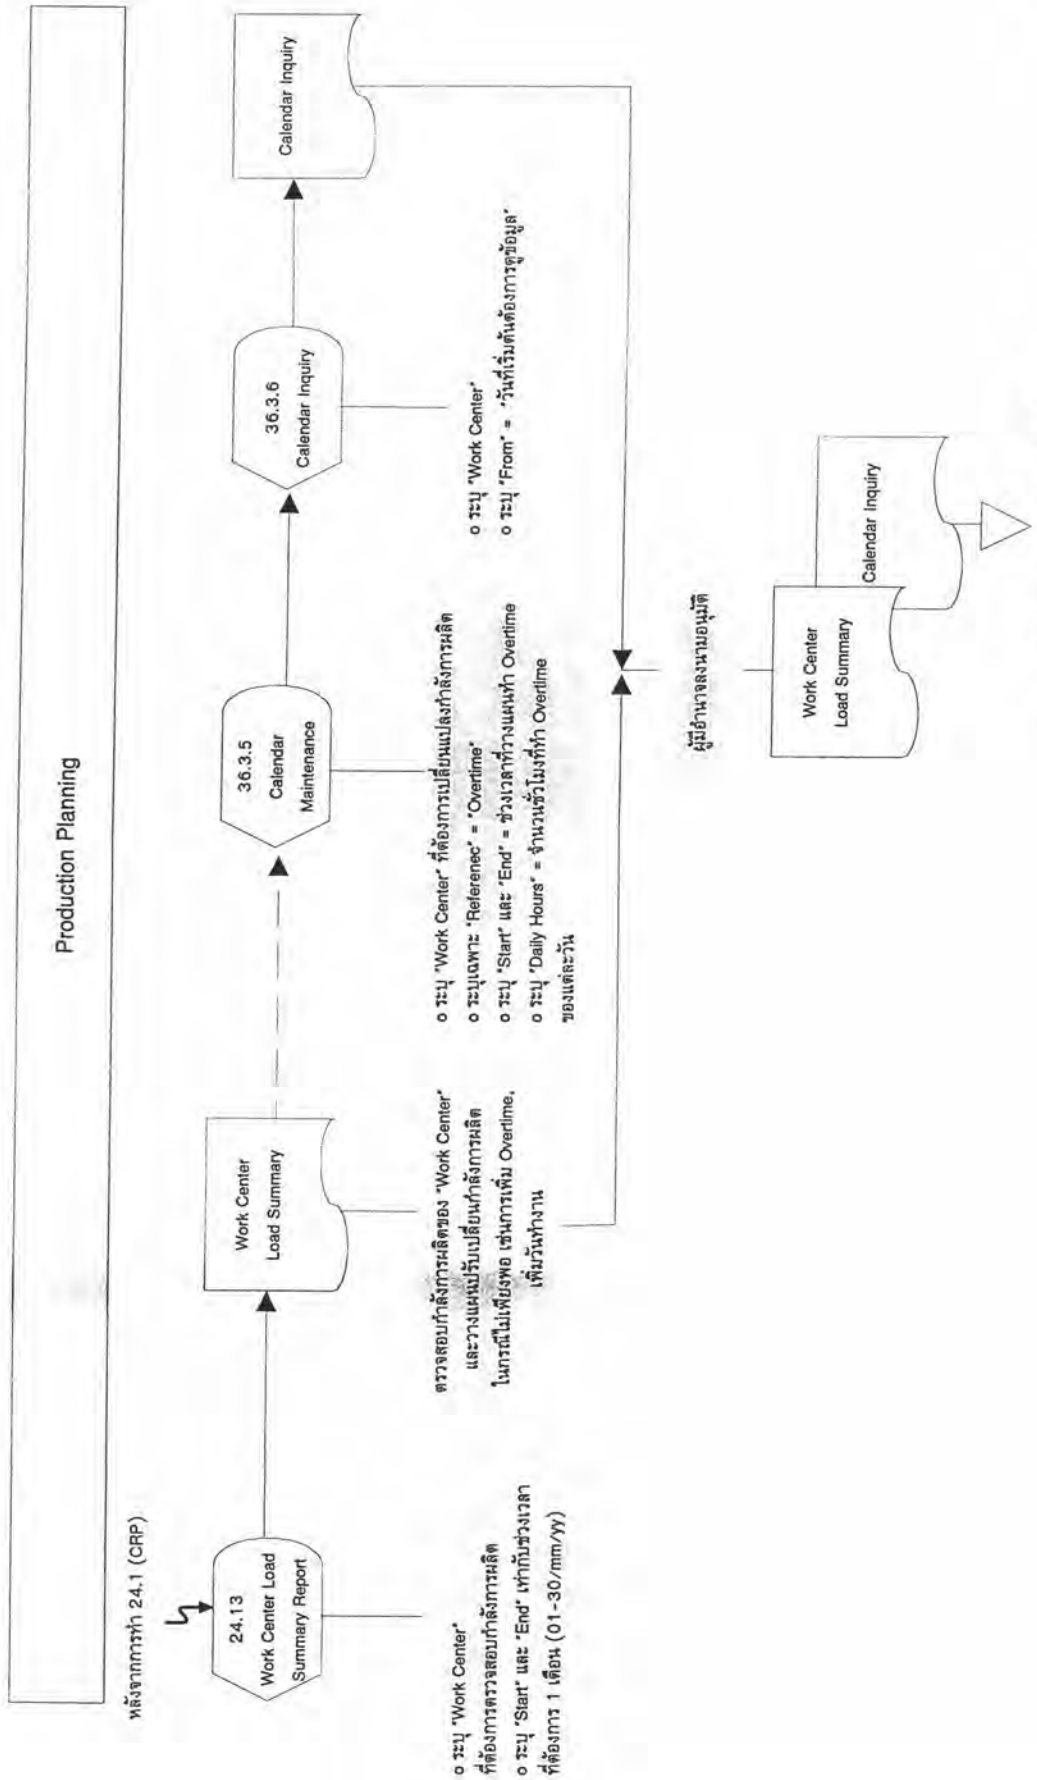 Production Planning
หลังจากการทำ 24.1 (CRP)
24.13
Work Center Load
Summary Report
o ระบุ "Work Center"
ที่ต้องการตรวจสอบกำลังการผลิต
o ระบุ "Start" และ "End" เท่ากับช่วงเวลา
ที่ต้องการ 1 เดือน (01-30/mm/yy)
Work Center
Load Summary
ตรวจสอบกำลังการผลิตของ "Work Center"
และวางแผนปรับเปลี่ยนกำลังการผลิต
ในกรณีไม่เพียงพอ เช่นการเพิ่ม Overtime,
เพิ่มวันทำงาน
36.3.5
Calendar
Maintenance
o ระบุ "Work Center" ที่ต้องการเปลี่ยนแปลงกำลังการผลิต
o ระบุเฉพาะ "Referenec" = "Overtime"
o ระบุ "Start" และ "End" = ช่วงเวลาที่วางแผนทำ Overtime
o ระบุ "Daily Hours" = จำนวนชั่วโมงที่ทำ Overtime
ของแต่ละวัน
36.3.6
Calendar Inquiry
o ระบุ "Work Center"
o ระบุ "From" = "วันที่เริ่มต้นต้องการดูข้อมูล"
Calendar Inquiry
ผู้มีอำนาจลงนามอนุมัติ
Work Center
Load Summary
Calendar Inquiry